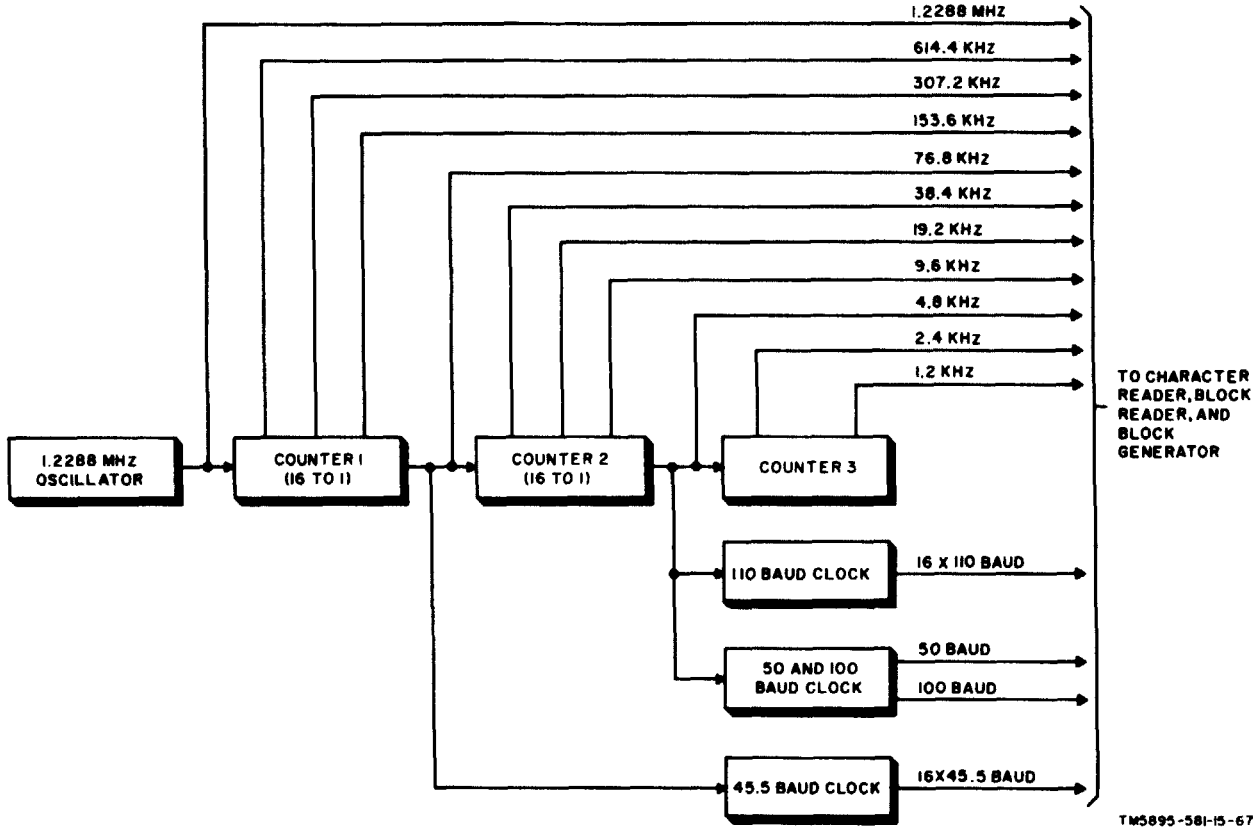 1.2288 MHZ
614.4 KHZ
307.2 KHZ
153.6 KHZ
76.8 KHZ
38.4 KHZ
19.2 KHZ
9.6 KHZ
4.8 KHZ
2.4 KHZ
1.2 KHZ
TO CHARACTER
READER, BLOCK
READER, AND
BLOCK
GENERATOR
1.2288 MHZ
OSCILLATOR
COUNTER 1
(16 TO 1)
COUNTER 2
(16 TO 1)
COUNTER 3
110 BAUD CLOCK
16 X 110 BAUD
50 AND 100
BAUD CLOCK
50 BAUD
100 BAUD
45.5 BAUD CLOCK
16X45.5 BAUD
TM5895-581-15-67